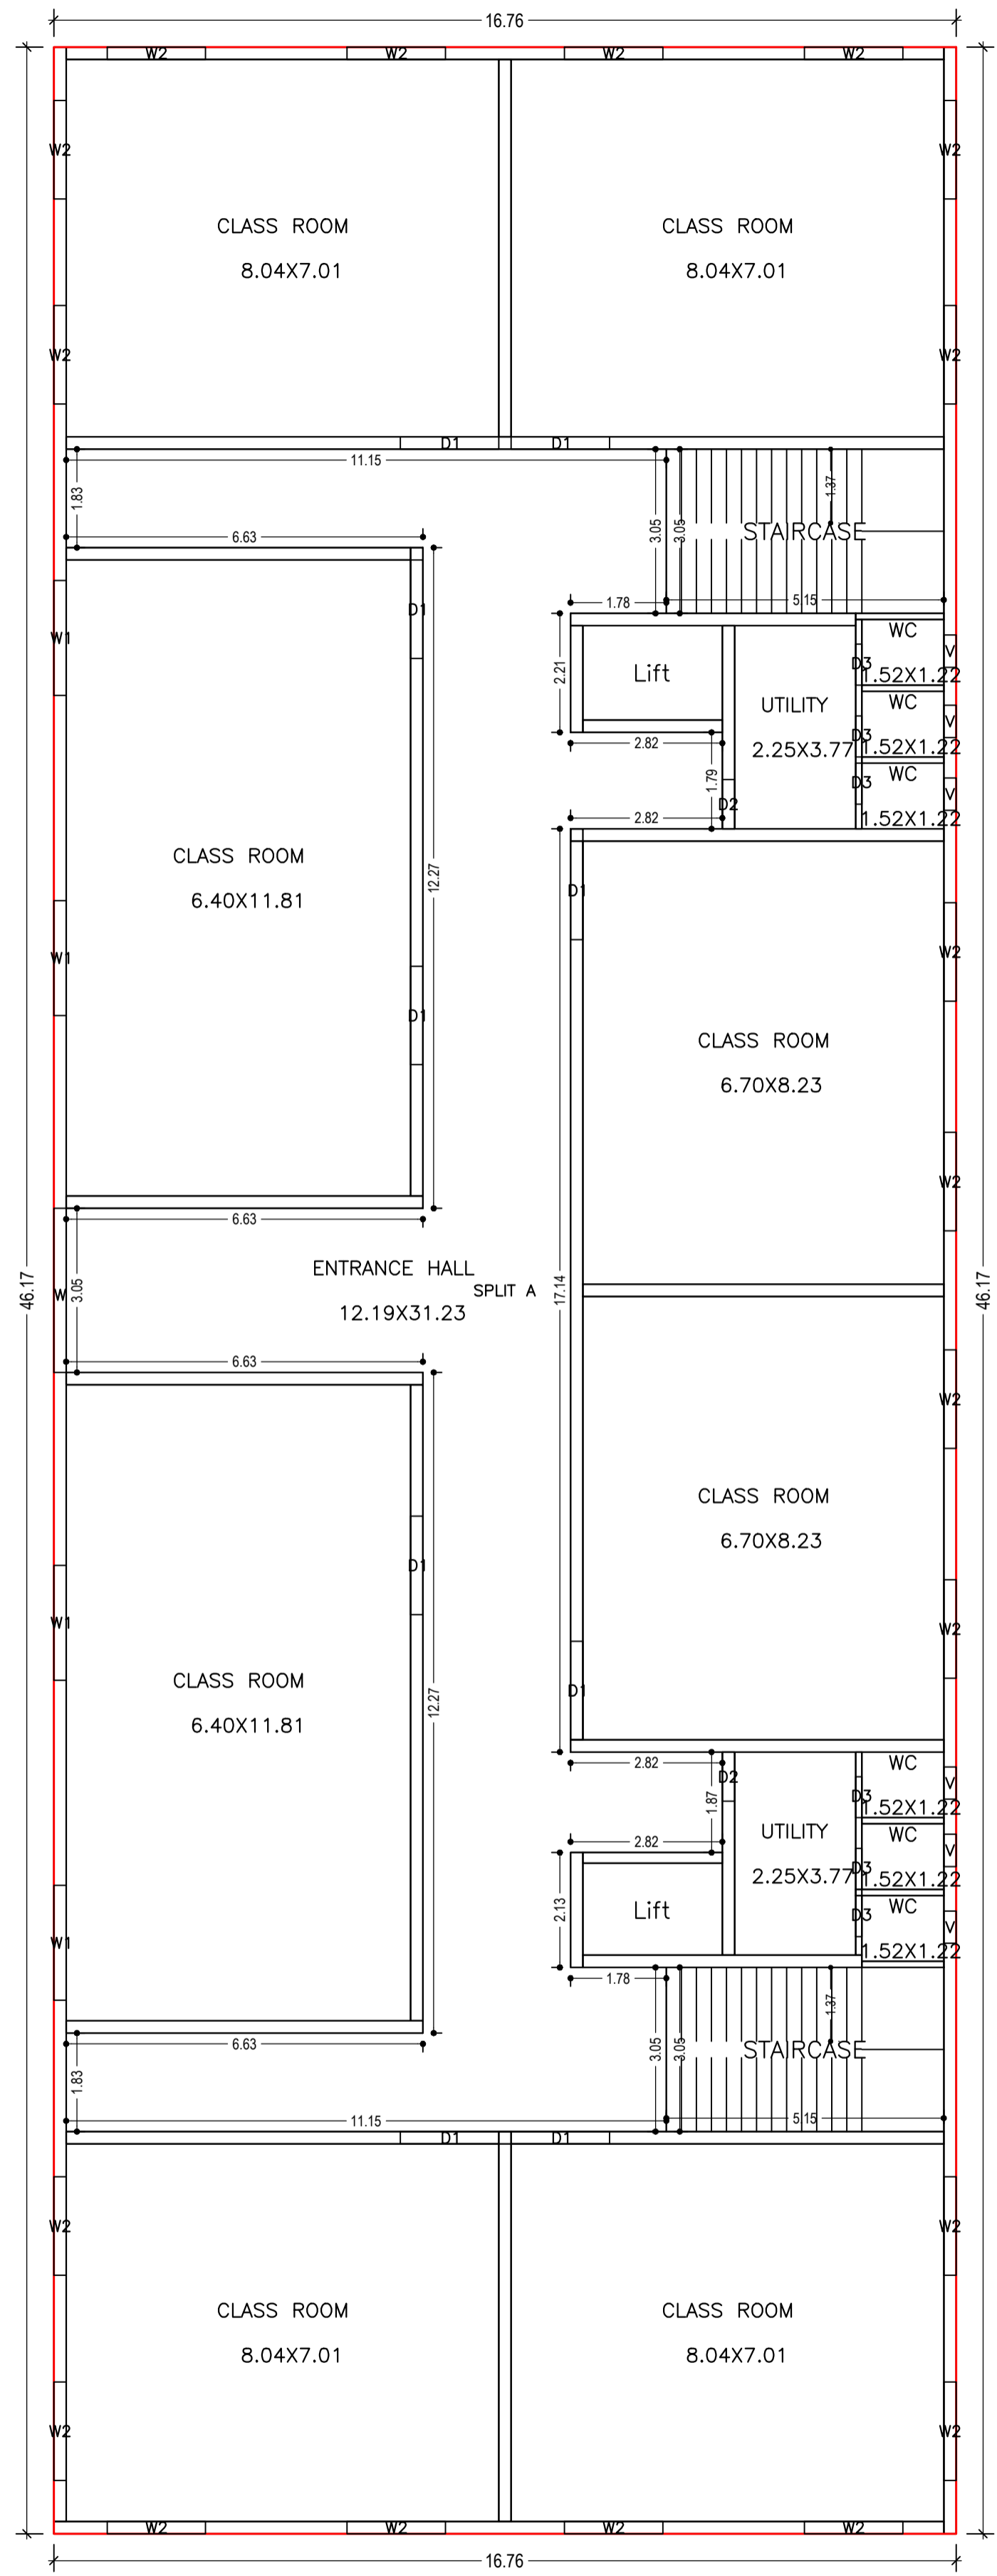 16.76
W2 W2 W2 W2
W2 W2
CLASS ROOM CLASS ROOM
8.04X7.01 8.04X7.01
W2 W2
D1 D1
11.15
1.83 3.05 3.05 1.37
STAIRCASE
6.63
1.78 5.15
D1
W1
2.21
Lift
WC
V
D3
1.52X1.22
UTILITY
WC
V
2.25X3.77
D3
1.52X1.22
2.82
1.79
WC
D3
V
D2
2.82
1.52X1.22
CLASS ROOM
6.40X11.81
12.27
D1
W1
W2
D1
CLASS ROOM
6.70X8.23
W2
6.63
ENTRANCE HALL
SPLIT A
12.19X31.23
W
3.05
17.14
46.17 46.17
6.63
W2
CLASS ROOM
6.70X8.23
D1
W1
W2
CLASS ROOM
6.40X11.81
12.27
D1
2.82
D2
1.87
WC
V
D3
1.52X1.22
UTILITY
WC
V
2.82
2.25X3.77
D3
1.52X1.22
2.13
Lift
WC
D3
V
W1
1.52X1.22
1.78
1.37
6.63
3.05 3.05
STAIRCASE
1.83
11.15 5.15
D1 D1
W2 W2
CLASS ROOM CLASS ROOM
8.04X7.01 8.04X7.01
W2 W2
W2 W2 W2 W2
16.76